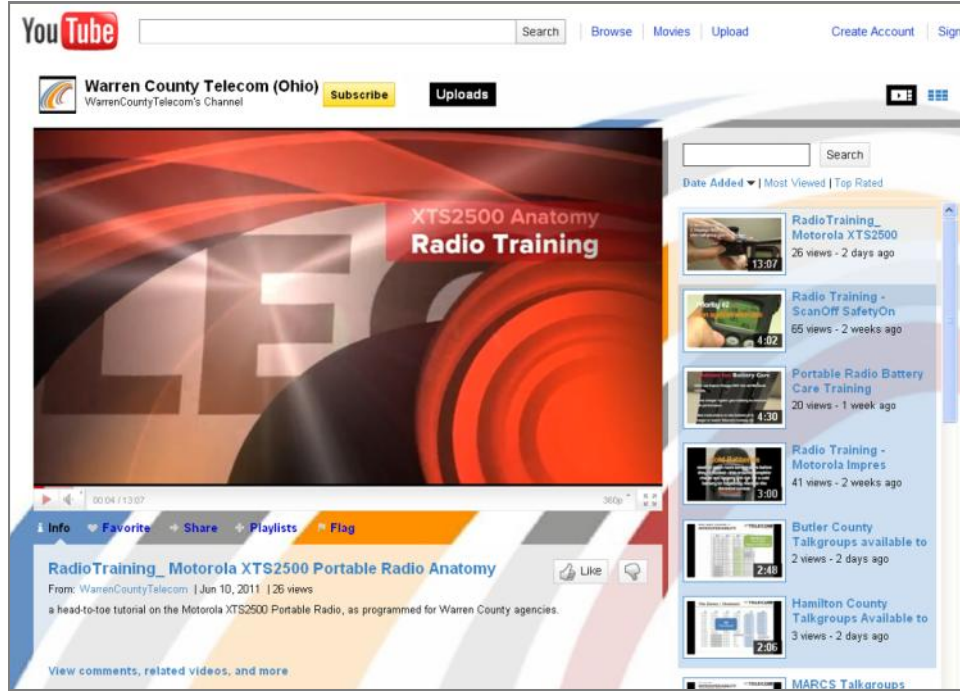 You Tube
Search
Browse
Movies
Upload
Create Account
Sign
Warren County Telecom (Ohio)
WarrenCountyTelecom's Channel
Subscribe
Uploads
XTS2500 Anatomy
Radio Training
00:04 / 13:07
360p
Info
Favorite
Share
Playlists
Flag
RadioTraining_ Motorola XTS2500 Portable Radio Anatomy
From: WarrenCountyTelecom | Jun 10, 2011 | 26 views
a head-to-toe tutorial on the Motorola XTS2500 Portable Radio, as programmed for Warren County agencies.
Like
View comments, related videos, and more
Search
Date Added | Most Viewed | Top Rated
RadioTraining_
Motorola XTS2500
26 views - 2 days ago
13:07
Radio Training -
ScanOff SafetyOn
65 views - 2 weeks ago
Priority #2
4:02
Portable Radio Battery
Care Training
20 views - 1 week ago
Battery Care
4:30
Radio Training -
Motorola Impres
41 views - 2 weeks ago
3:00
Butler County
Talkgroups available to
2 views - 2 days ago
2:48
Hamilton County
Talkgroups Available to
3 views - 2 days ago
2:06
MARCS Talkgroups